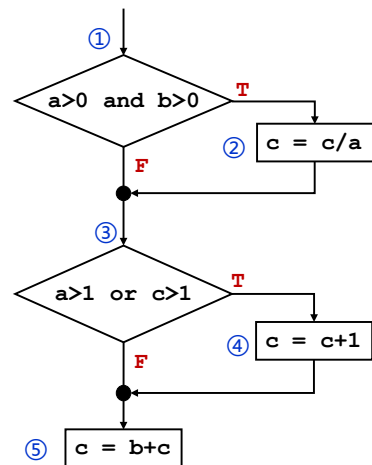 ①
a>0 and b>0
T
② c = c/a
F
③
a>1 or c>1
T
④ c = c+1
F
⑤ c = b+c